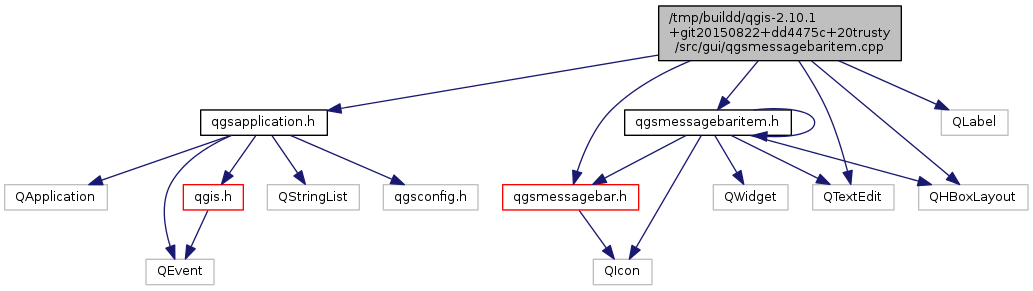 /tmp/buildd/qgis-2.10.1
+git20150822+dd4475c+20trusty
/src/gui/qgsmessagebaritem.cpp
qgsapplication.h
qgsmessagebaritem.h
QLabel
QApplication
qgis.h
QStringList
qgsconfig.h
qgsmessagebar.h
QWidget
QTextEdit
QHBoxLayout
QEvent
QIcon